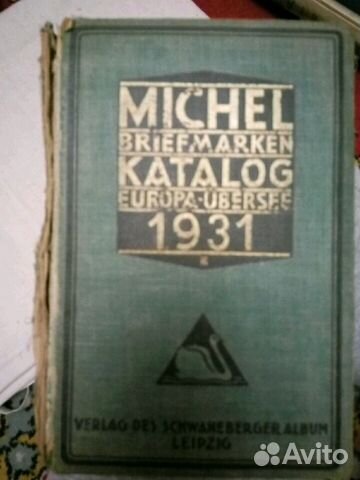 MICHEL
BRIEFMARKEN
KATALOG
EUROPA-ÜBERSEE
1931
VERLAG DES SCHWANEBERGER ALBUM
LEIPZIG
Avito